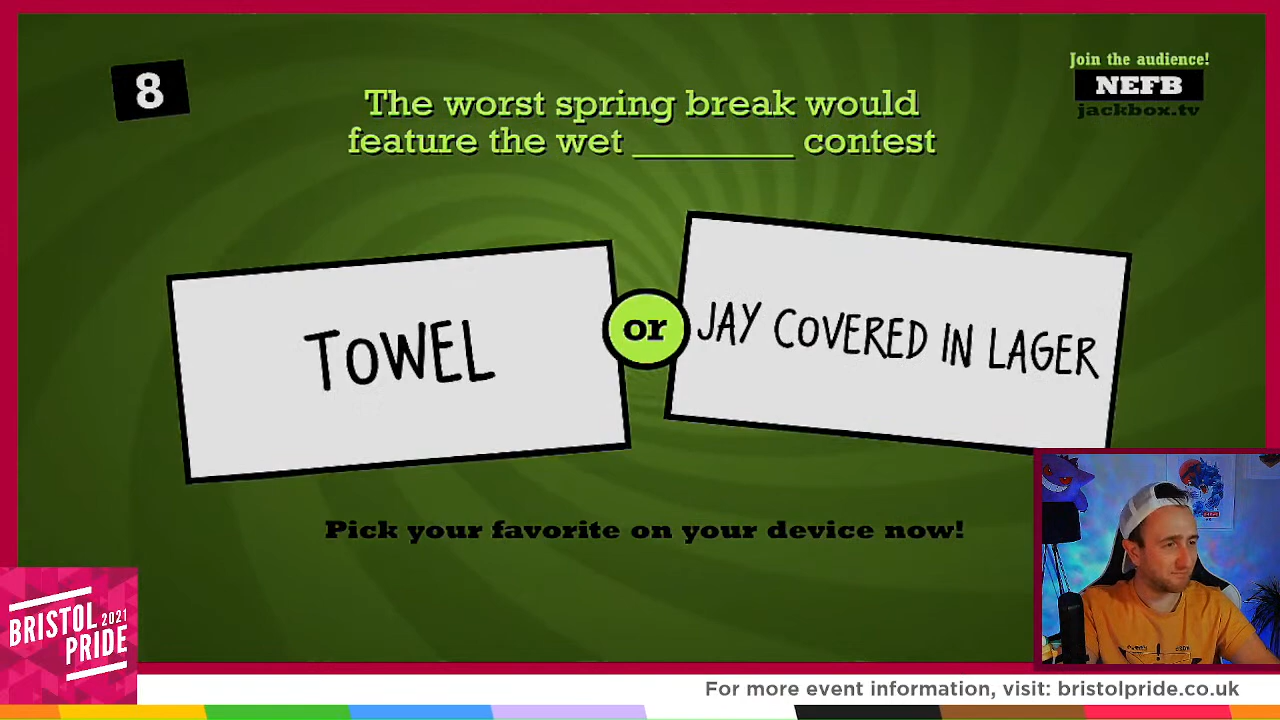 8
Join the audience!
NEFB
jackbox.tv
The worst spring break would
feature the wet ________ contest
TOWEL
or
JAY COVERED IN LAGER
Pick your favorite on your device now!
BRISTOL 2021
PRIDE
For more event information, visit: bristolpride.co.uk